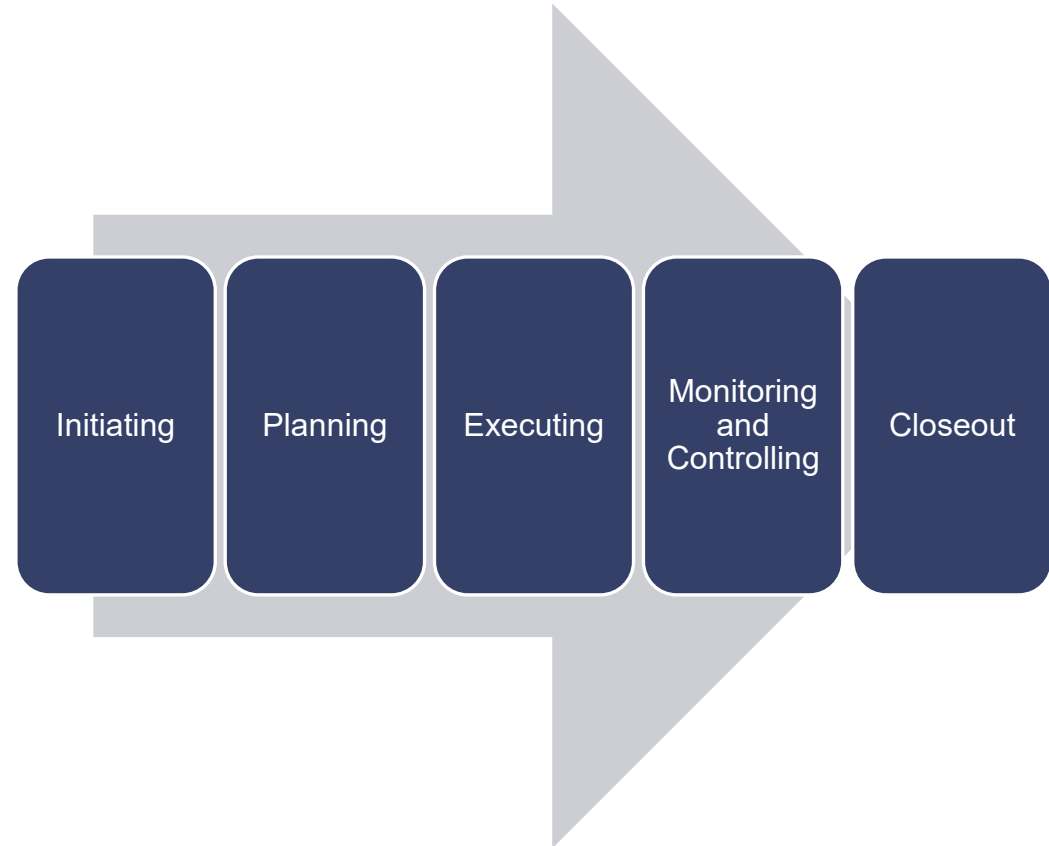 Initiating
Planning
Executing
Monitoring
and
Controlling
Closeout